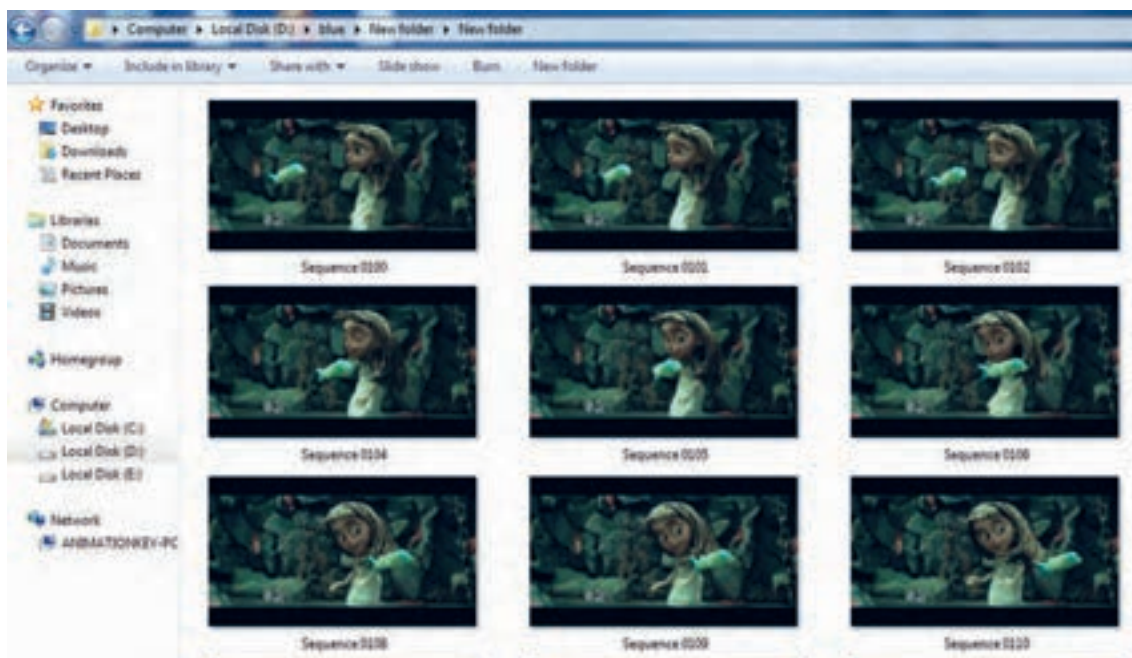 Computer ▸ Local Disk (D:) ▸ blue ▸ New folder ▸ New folder
Organize Include in library Share with Slide show Burn New folder
Favorites
Desktop
Downloads
Recent Places
Libraries
Documents
Music
Pictures
Videos
Homegroup
Computer
Local Disk (C:)
Local Disk (D:)
Local Disk (E:)
Network
ANIMATIONKEY-PC
Sequence 0100 Sequence 0101 Sequence 0102
Sequence 0104 Sequence 0105 Sequence 0106
Sequence 0108 Sequence 0109 Sequence 0110